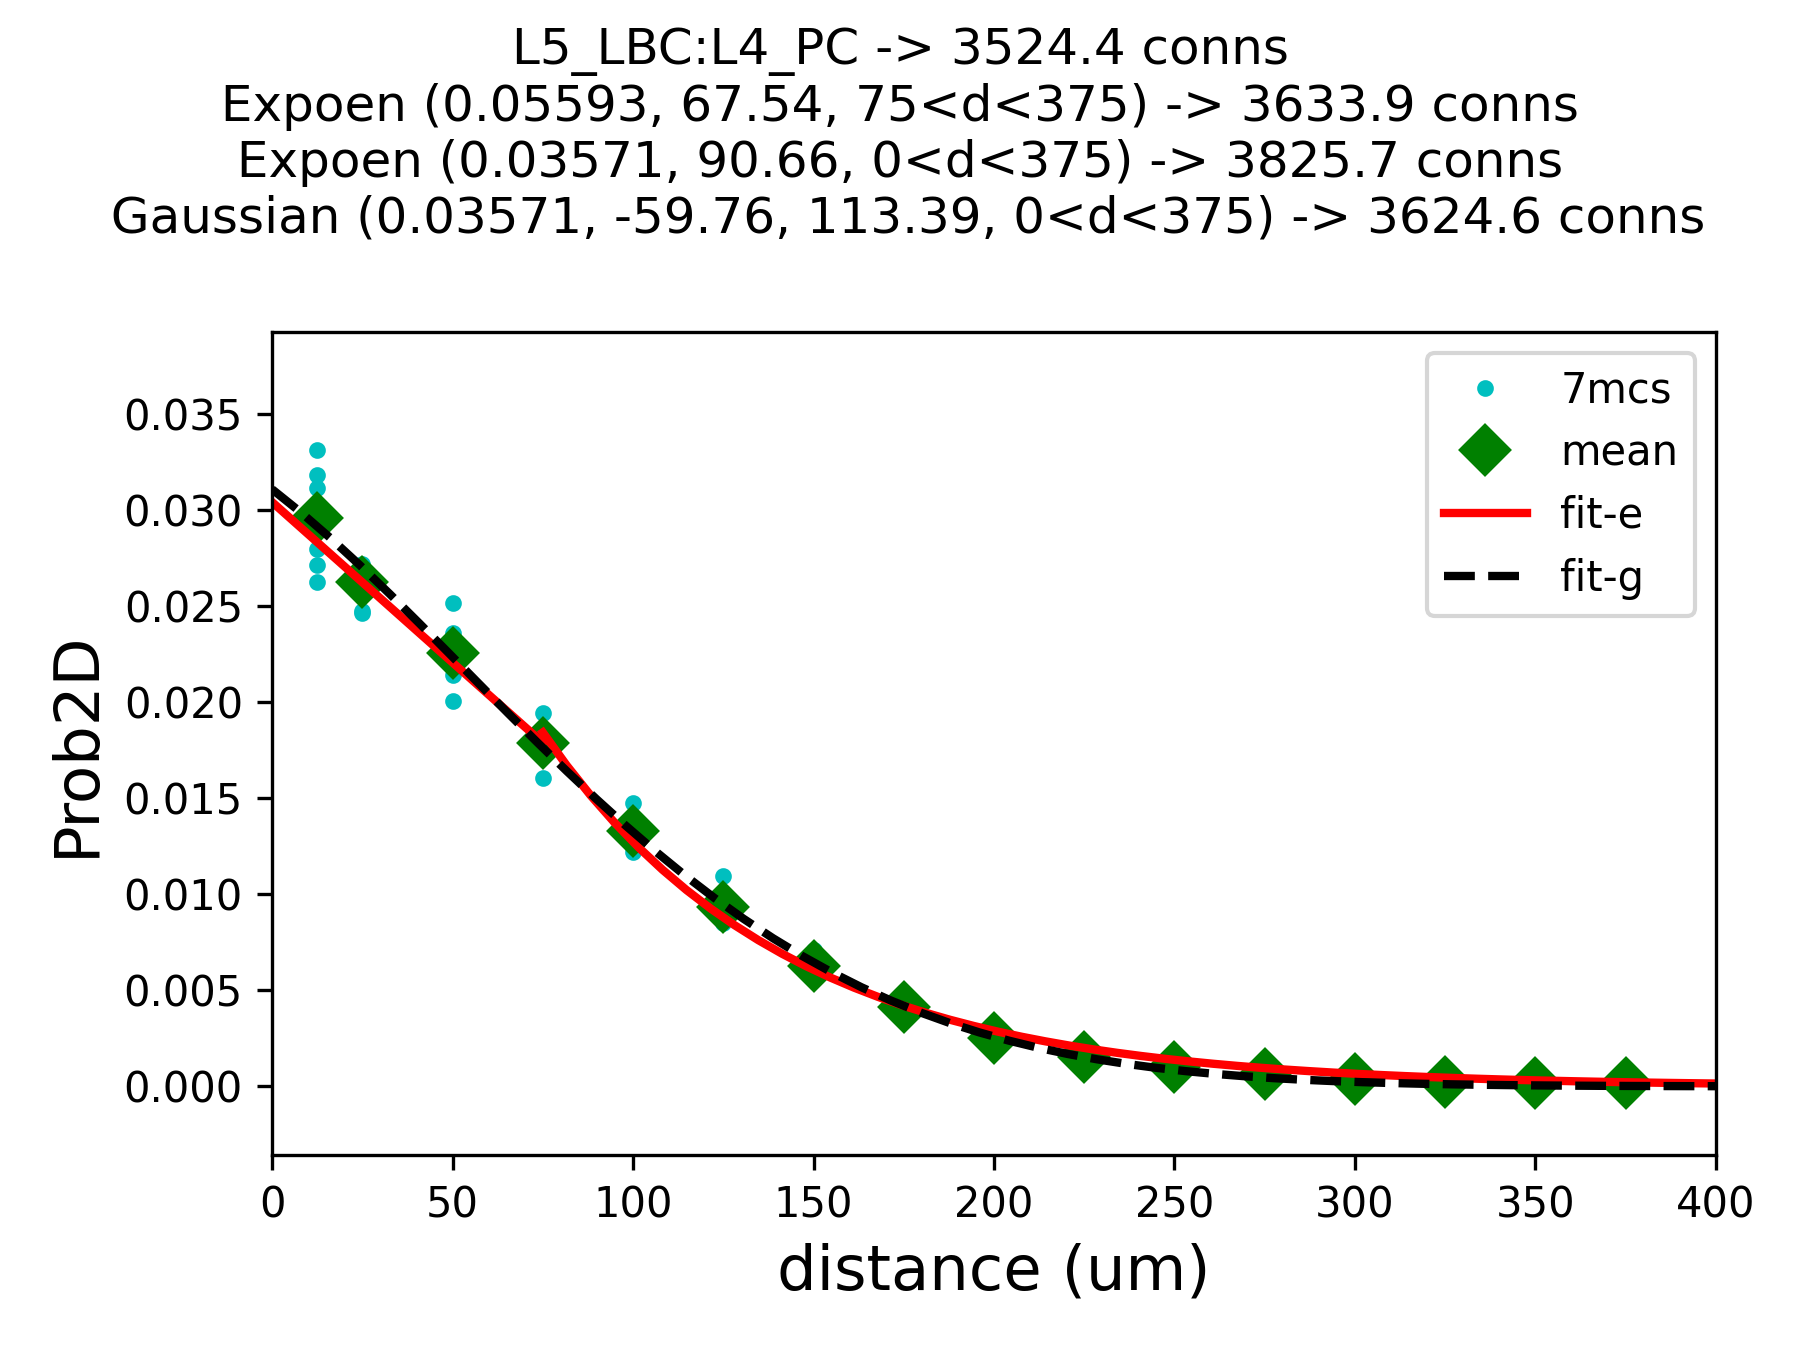 L5_LBC:L4_PC -> 3524.4 conns
Expoen (0.05593, 67.54, 75<d<375) -> 3633.9 conns
Expoen (0.03571, 90.66, 0<d<375) -> 3825.7 conns
Gaussian (0.03571, -59.76, 113.39, 0<d<375) -> 3624.6 conns
7mcs
mean
fit-e
fit-g
Prob2D
0.035
0.030
0.025
0.020
0.015
0.010
0.005
0.000
0 50 100 150 200 250 300 350 400
distance (um)